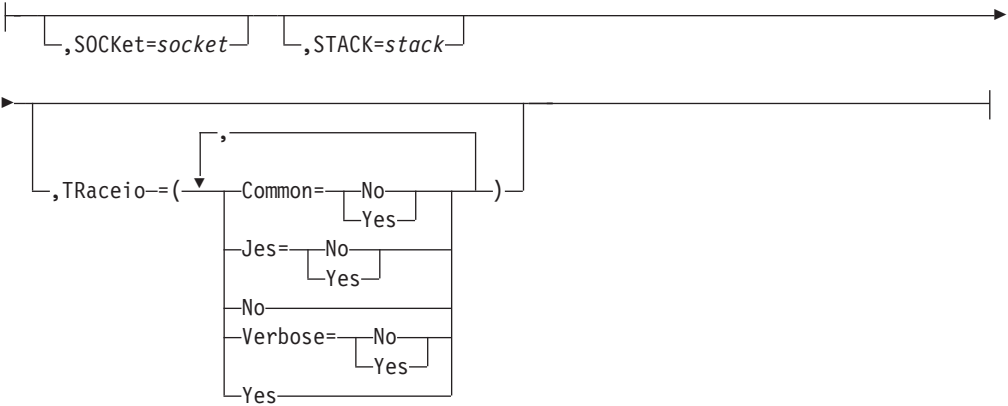 ,SOCKet=socket ,STACK=stack
,
,TRaceio=( Common= No )
Yes
Jes= No
Yes
No
Verbose= No
Yes
Yes